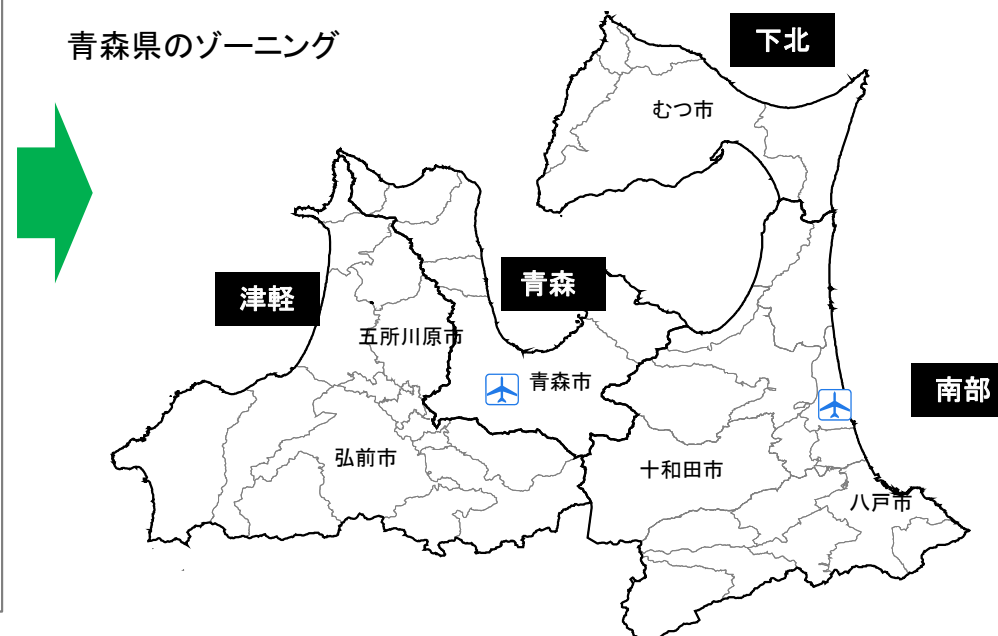 青森県のゾーニング
下北
むつ市
津軽
青森
五所川原市
青森市
南部
弘前市
十和田市
八戸市